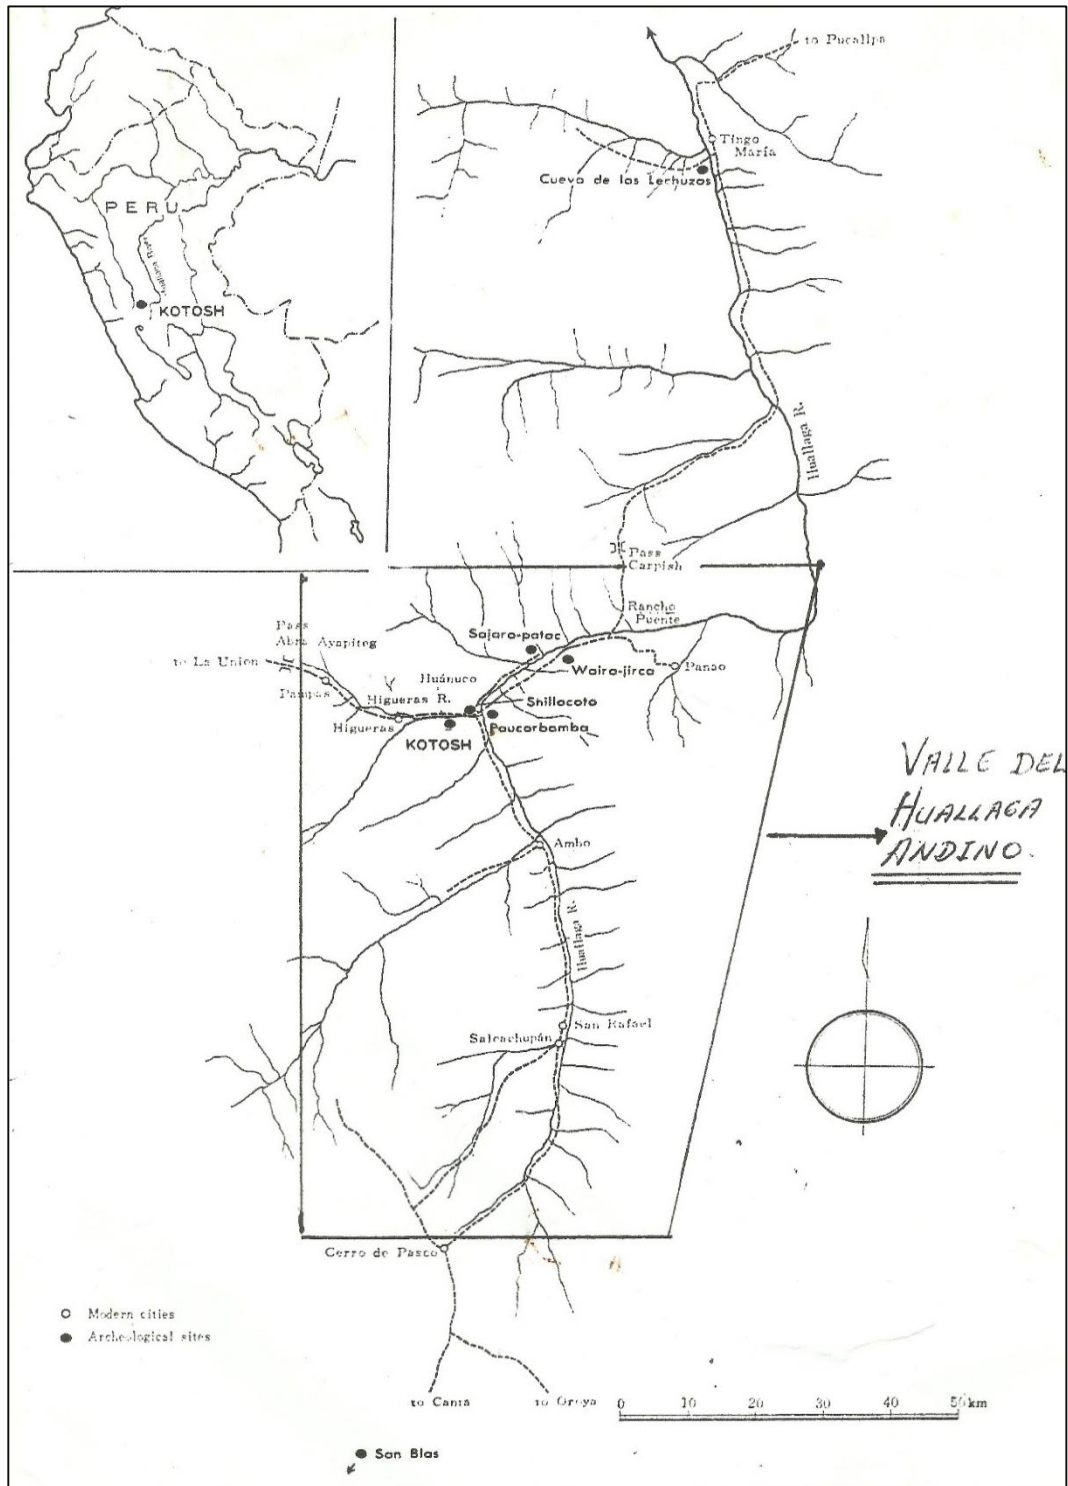 PERU
Huallaga River
KOTOSH
to Pucallpa
Tingo
María
Cueva de las Lechuzas
Huallaga R.
Pass
Carpish
Rancho
Puente
Pass
Abra Ayapiteg
to La Union
Pampas
Sajara-patac
Waira-jirca
Panao
Huánuco
Higueras R.
Shillacoto
Higueras
Paucarbamba
KOTOSH
VALLE DEL
HUALLAGA
ANDINO.
Ambo
Huallaga R.
San Rafael
Salcachupán
Cerro de Pasco
Modern cities
Archeological sites
to Canta
to Oroya
0 10 20 30 40 50 km
San Blas